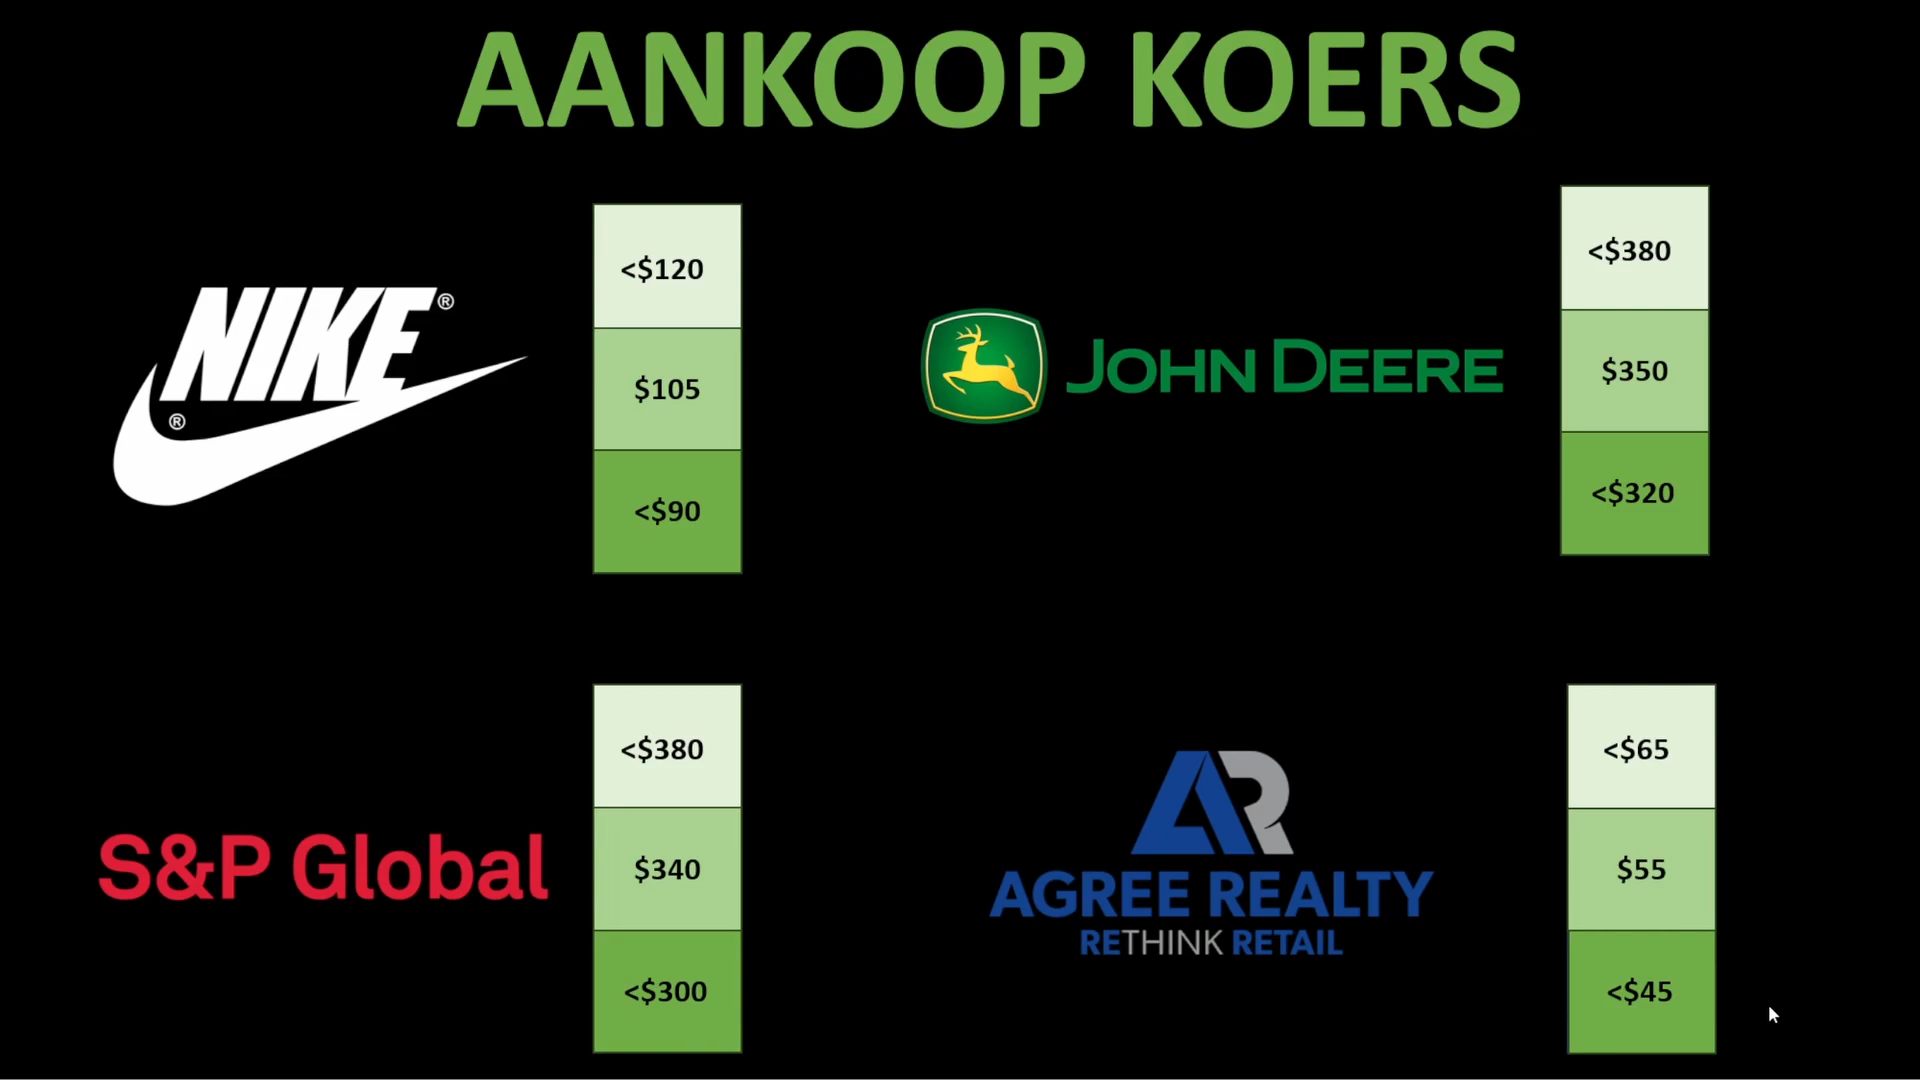 AANKOOP KOERS
NIKE®
®
<$120
$105
<$90
JOHN DEERE
<$380
$350
<$320
S&P Global
<$380
$340
<$300
AR
AGREE REALTY
RETHINK RETAIL
<$65
$55
<$45